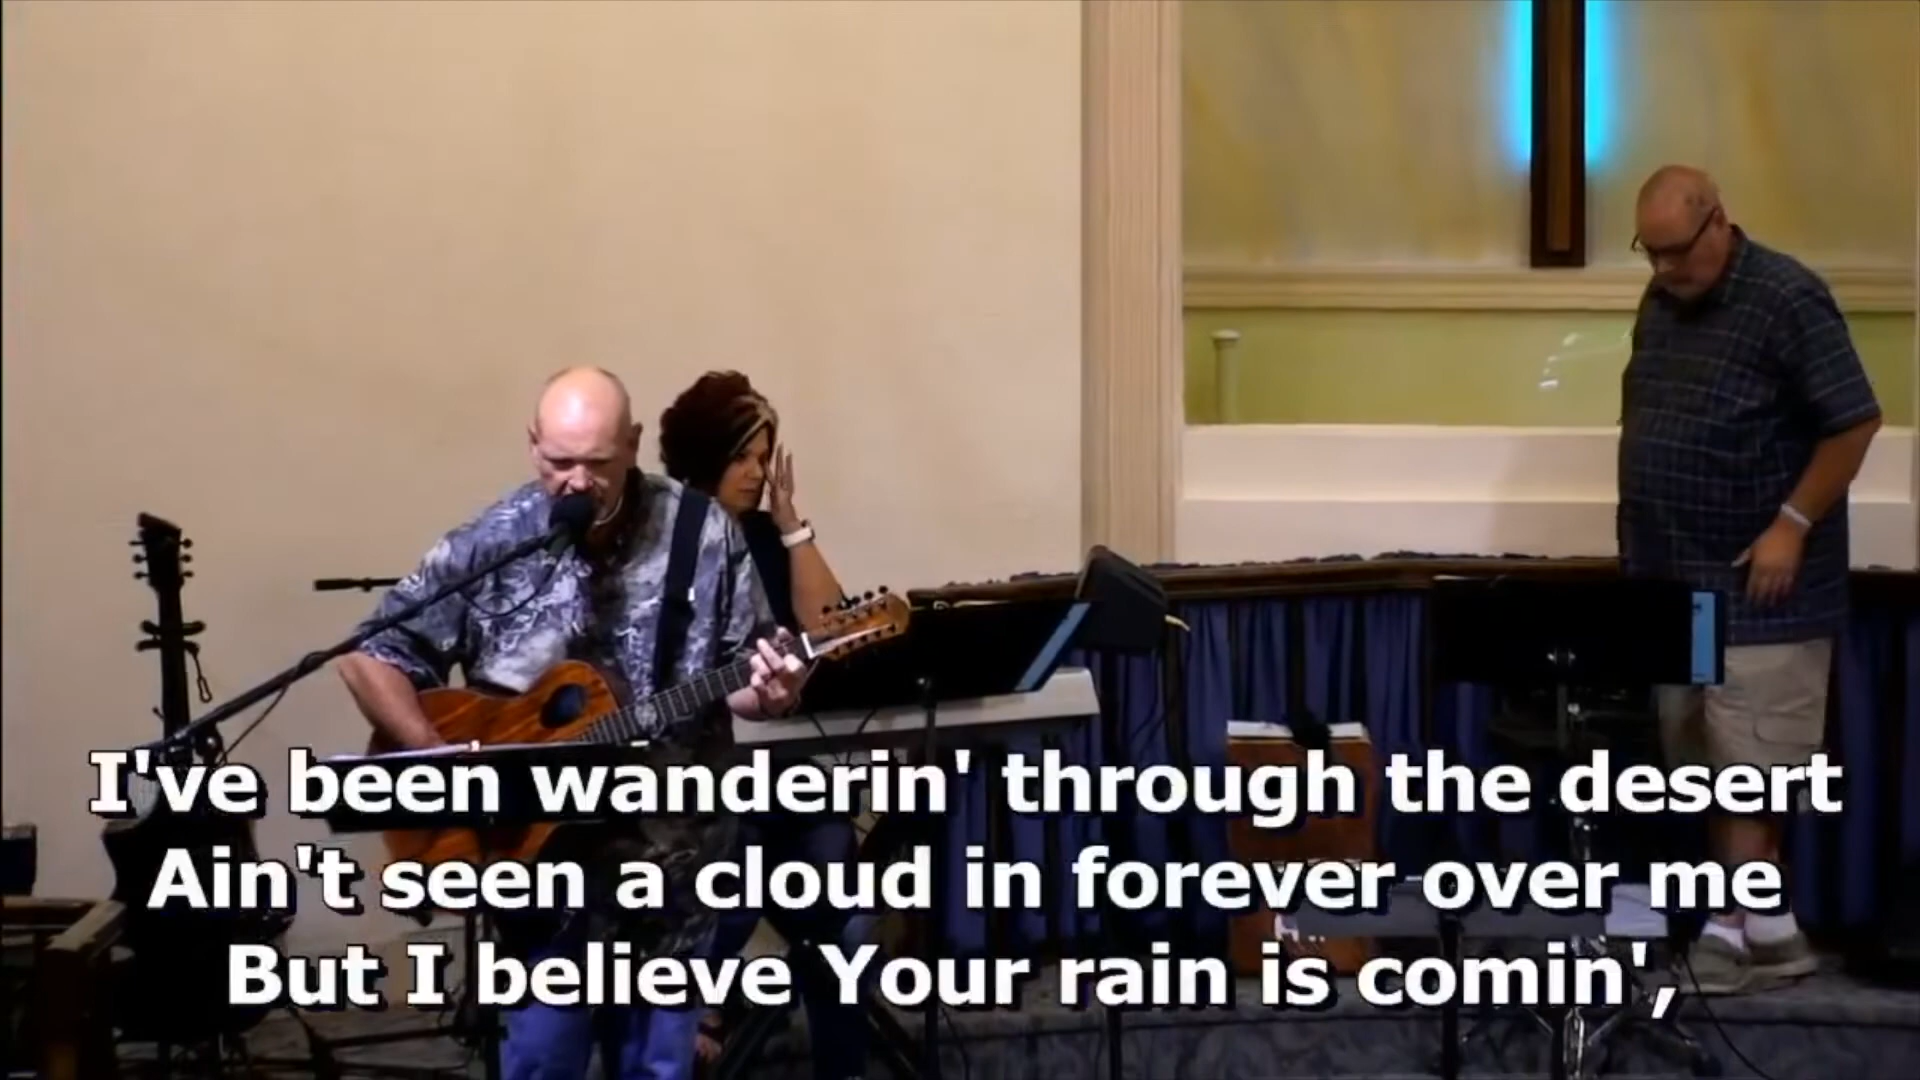 I've been wanderin' through the desert
Ain't seen a cloud in forever over me
But I believe Your rain is comin',